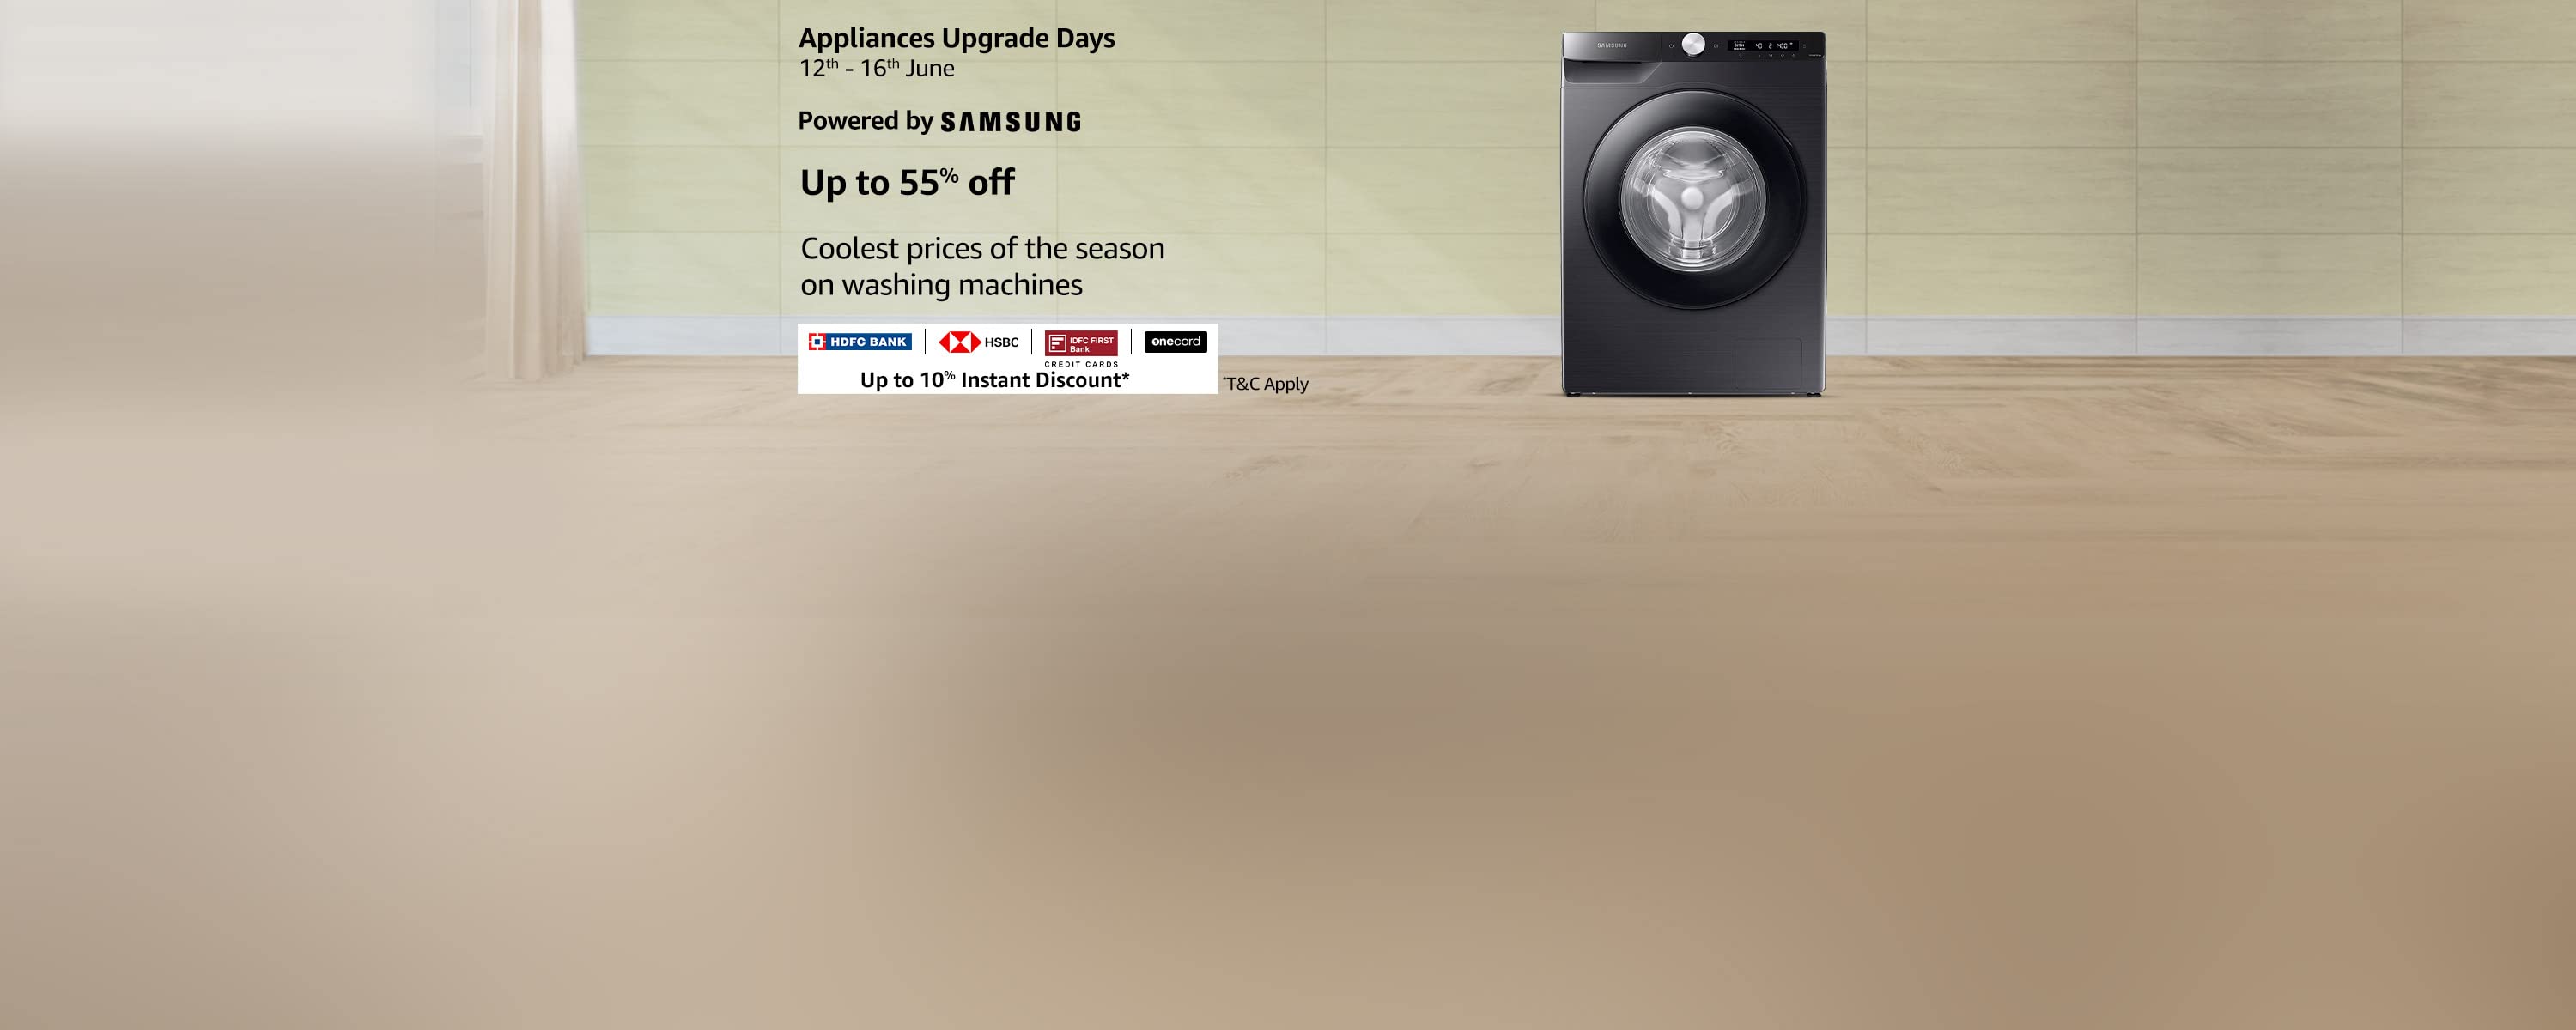 Appliances Upgrade Days
12th - 16th June
Powered by SAMSUNG
Up to 55% off
Coolest prices of the season
on washing machines
HDFC BANK | HSBC | IDFC FIRST Bank | onecard
CREDIT CARDS
Up to 10% Instant Discount*
*T&C Apply
SAMSUNG